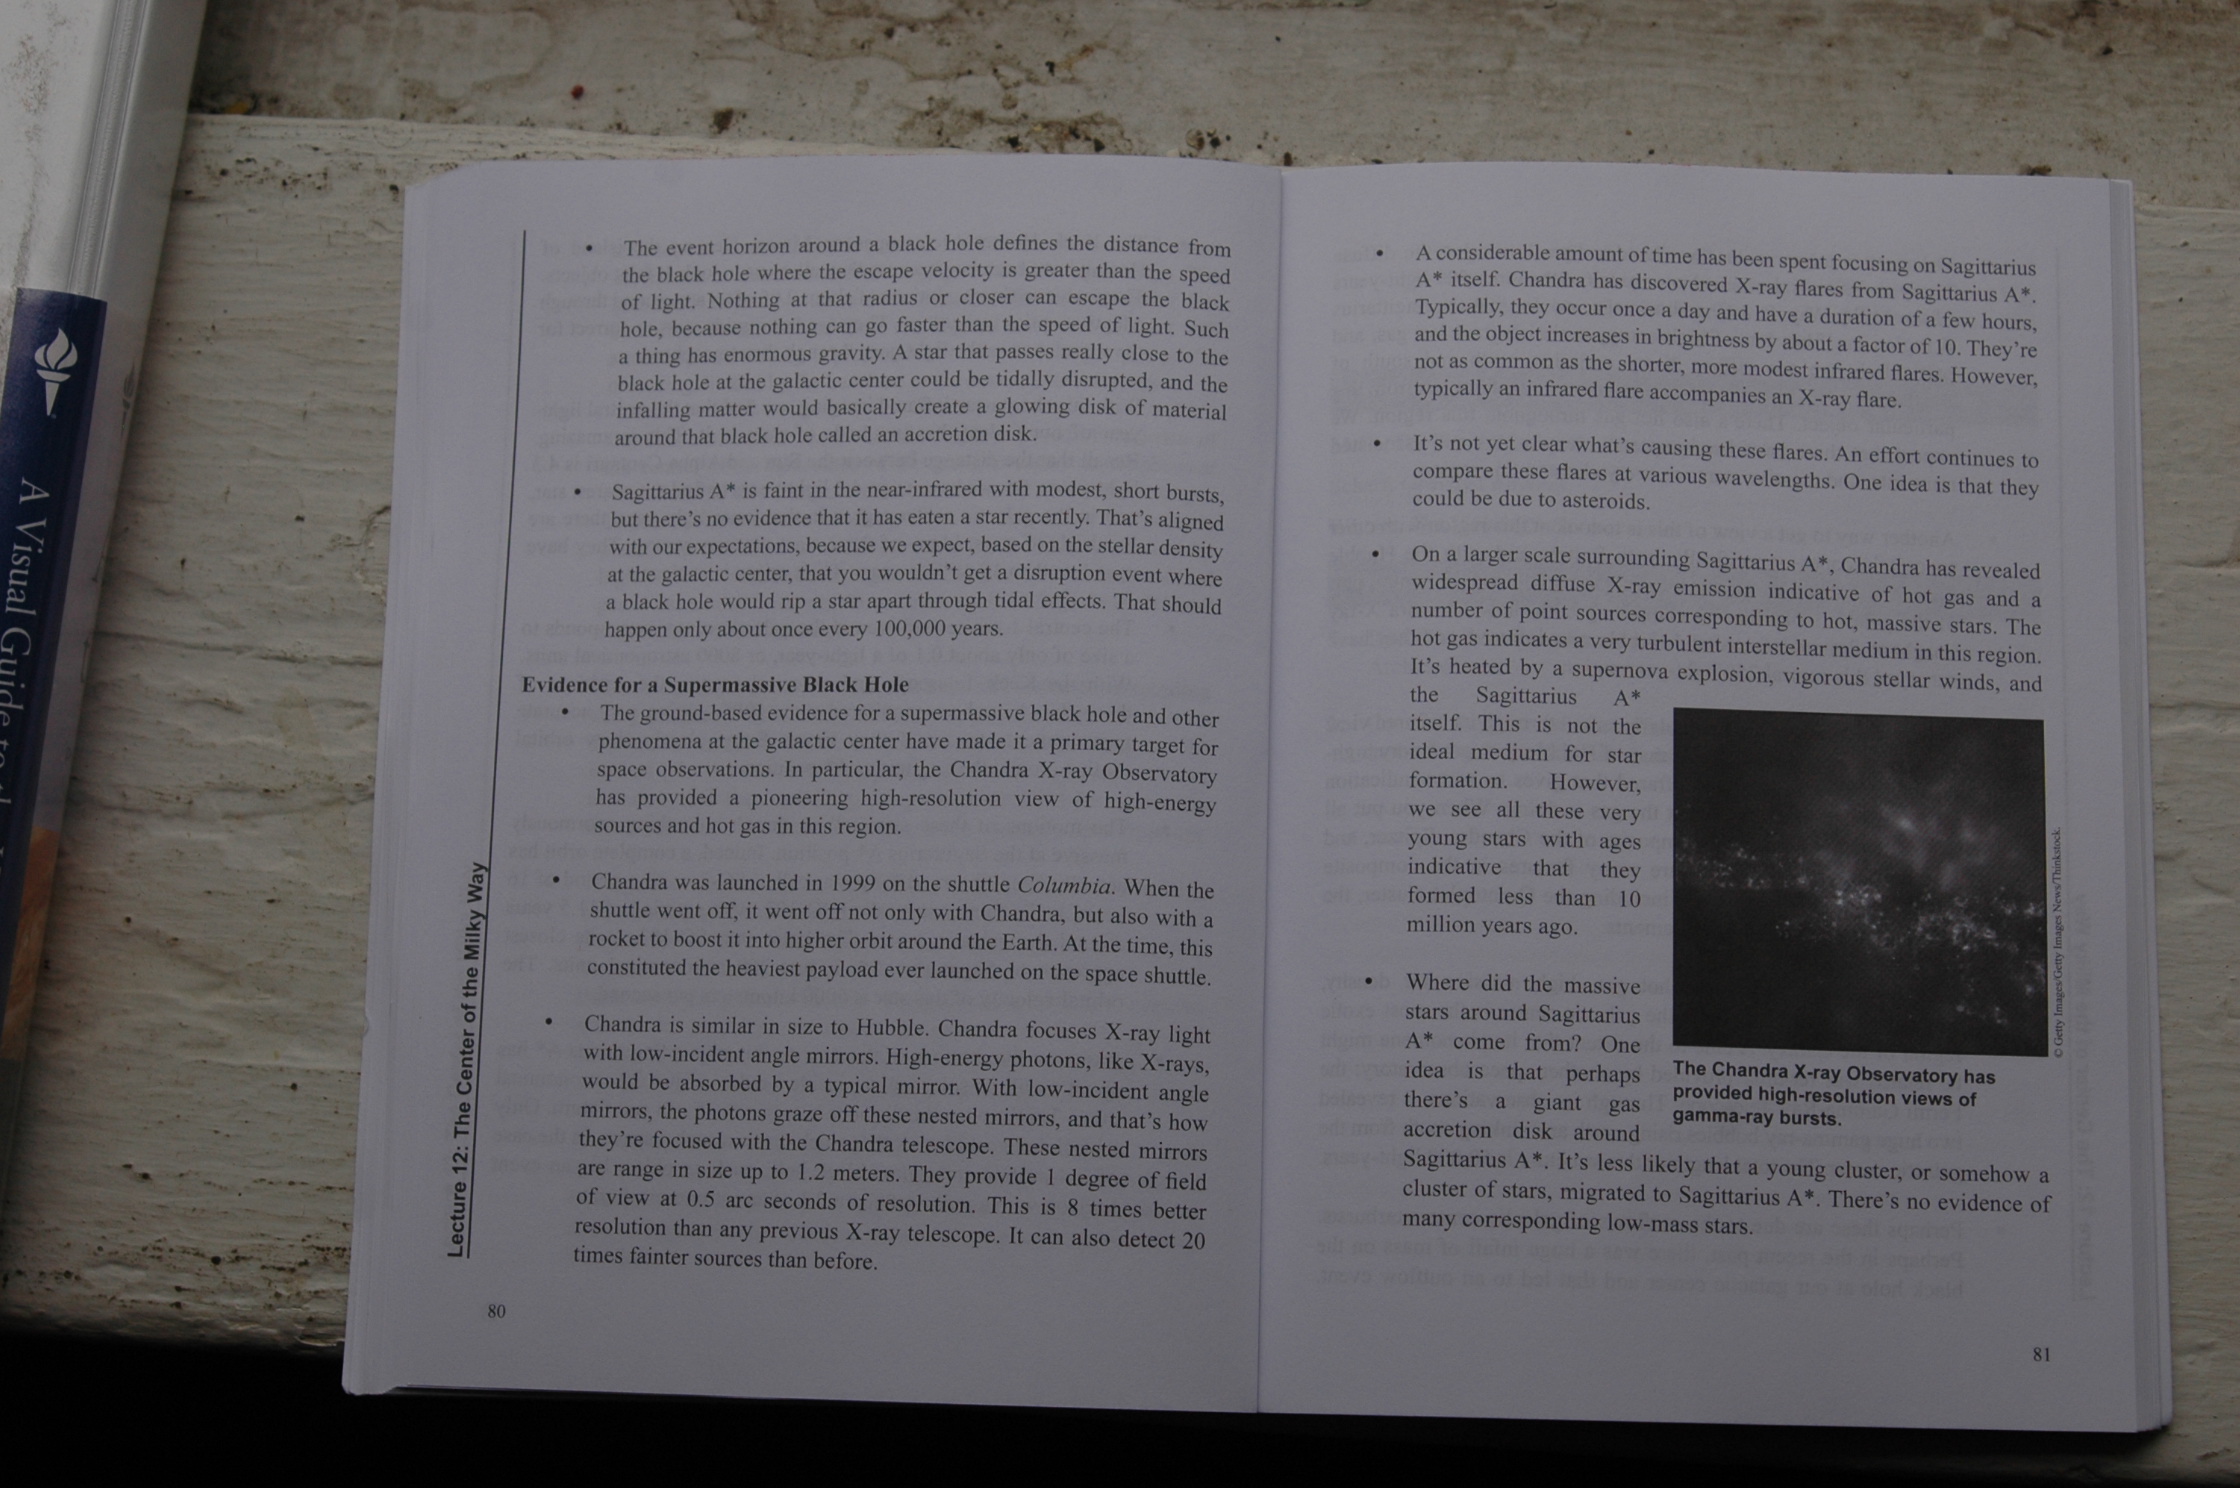 A Visual Guide to the
Lecture 12: The Center of the Milky Way
• The event horizon around a black hole defines the distance from
the black hole where the escape velocity is greater than the speed
of light. Nothing at that radius or closer can escape the black
hole, because nothing can go faster than the speed of light. Such
a thing has enormous gravity. A star that passes really close to the
black hole at the galactic center could be tidally disrupted, and the
infalling matter would basically create a glowing disk of material
around that black hole called an accretion disk.
• Sagittarius A* is faint in the near-infrared with modest, short bursts,
but there's no evidence that it has eaten a star recently. That's aligned
with our expectations, because we expect, based on the stellar density
at the galactic center, that you wouldn't get a disruption event where
a black hole would rip a star apart through tidal effects. That should
happen only about once every 100,000 years.
Evidence for a Supermassive Black Hole
• The ground-based evidence for a supermassive black hole and other
phenomena at the galactic center have made it a primary target for
space observations. In particular, the Chandra X-ray Observatory
has provided a pioneering high-resolution view of high-energy
sources and hot gas in this region.
• Chandra was launched in 1999 on the shuttle Columbia. When the
shuttle went off, it went off not only with Chandra, but also with a
rocket to boost it into higher orbit around the Earth. At the time, this
constituted the heaviest payload ever launched on the space shuttle.
• Chandra is similar in size to Hubble. Chandra focuses X-ray light
with low-incident angle mirrors. High-energy photons, like X-rays,
would be absorbed by a typical mirror. With low-incident angle
mirrors, the photons graze off these nested mirrors, and that's how
they're focused with the Chandra telescope. These nested mirrors
are range in size up to 1.2 meters. They provide 1 degree of field
of view at 0.5 arc seconds of resolution. This is 8 times better
resolution than any previous X-ray telescope. It can also detect 20
times fainter sources than before.
80
• A considerable amount of time has been spent focusing on Sagittarius
A* itself. Chandra has discovered X-ray flares from Sagittarius A*.
Typically, they occur once a day and have a duration of a few hours,
and the object increases in brightness by about a factor of 10. They're
not as common as the shorter, more modest infrared flares. However,
typically an infrared flare accompanies an X-ray flare.
• It's not yet clear what's causing these flares. An effort continues to
compare these flares at various wavelengths. One idea is that they
could be due to asteroids.
• On a larger scale surrounding Sagittarius A*, Chandra has revealed
widespread diffuse X-ray emission indicative of hot gas and a
number of point sources corresponding to hot, massive stars. The
hot gas indicates a very turbulent interstellar medium in this region.
It's heated by a supernova explosion, vigorous stellar winds, and
the Sagittarius A*
itself. This is not the
ideal medium for star
formation. However,
we see all these very
young stars with ages
indicative that they
formed less than 10
million years ago.
• Where did the massive
stars around Sagittarius
A* come from? One
idea is that perhaps
there's a giant gas
accretion disk around
Sagittarius A*. It's less likely that a young cluster, or somehow a
cluster of stars, migrated to Sagittarius A*. There's no evidence of
many corresponding low-mass stars.
© Getty Images/Getty Images News/Thinkstock.
The Chandra X-ray Observatory has
provided high-resolution views of
gamma-ray bursts.
81